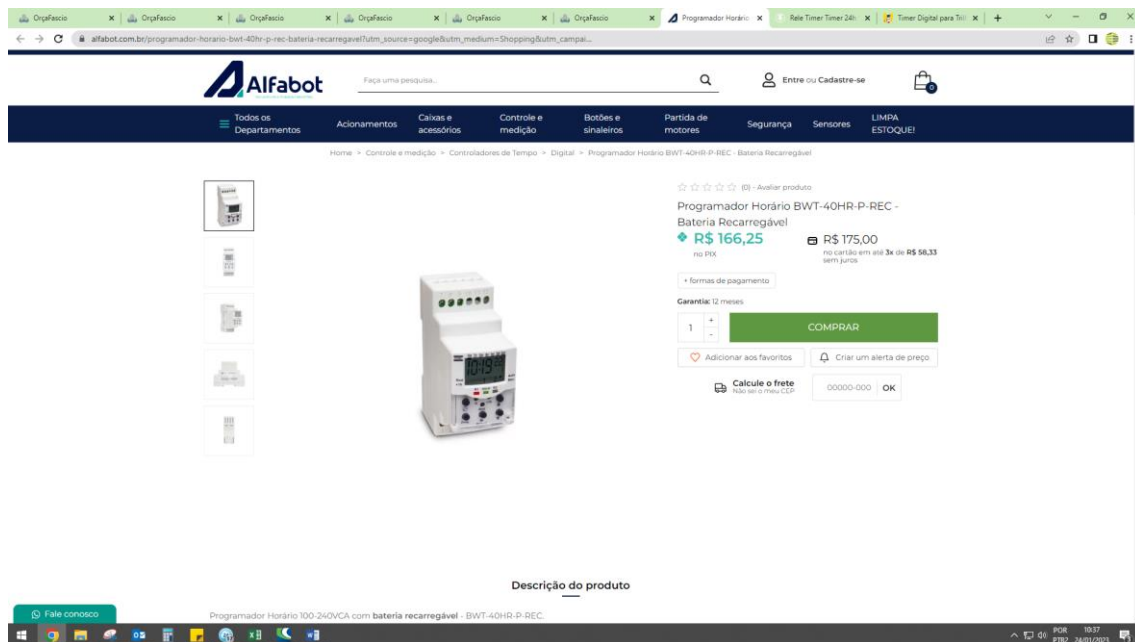 OrçaFascio
OrçaFascio
OrçaFascio
OrçaFascio
OrçaFascio
OrçaFascio
Programador Horário
Rele Timer Timer 24h
Timer Digital para Tril
alfabot.com.br/programador-horario-bwt-40hr-p-rec-bateria-recarregavel?utm_source=google&utm_medium=Shopping&utm_campai...
Alfabot
Faça uma pesquisa...
Entre ou Cadastre-se
0
Todos os
Departamentos
Acionamentos
Caixas e
acessórios
Controle e
medição
Botões e
sinaleiros
Partida de
motores
Segurança
Sensores
LIMPA
ESTOQUE!
Home > Controle e medição > Controladores de Tempo > Digital > Programador Horário BWT-40HR-P-REC - Bateria Recarregável
(0) - Avaliar produto
Programador Horário BWT-40HR-P-REC -
Bateria Recarregável
R$ 166,25
no PIX
R$ 175,00
no cartão em até 3x de R$ 58,33
sem juros
+ formas de pagamento
Garantia: 12 meses
1
+
-
COMPRAR
Adicionar aos favoritos
Criar um alerta de preço
Calcule o frete
Não sei o meu CEP
00000-000
OK
10:19
Descrição do produto
Programador Horário 100-240VCA com bateria recarregável - BWT-40HR-P-REC.
Fale conosco
POR
PTB2
10:37
24/01/2023